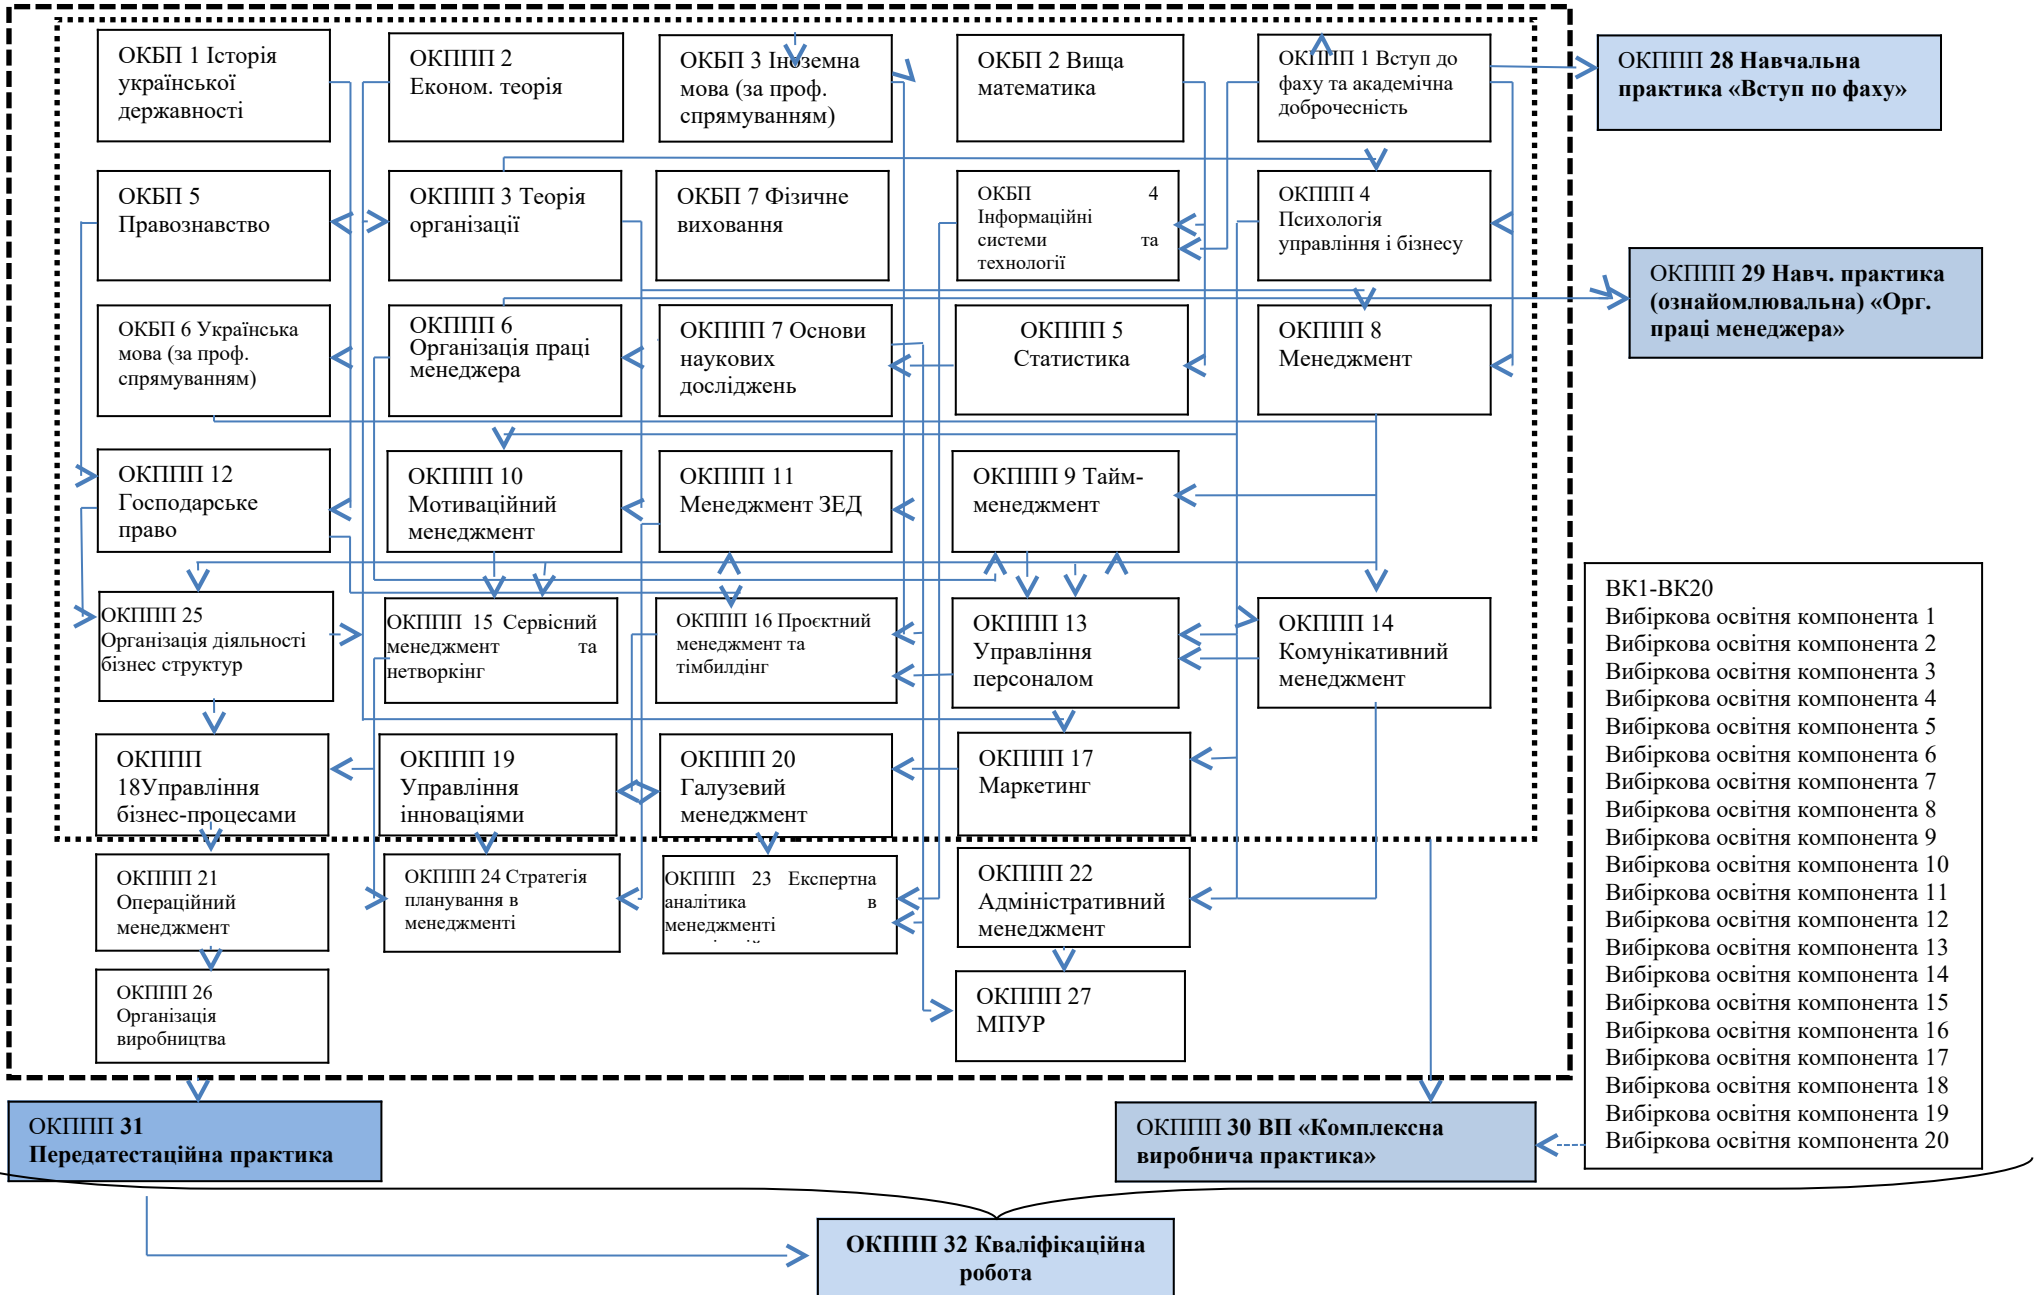 ОКБП 1 Історія
української
державності
ОКППП 2
Економ. теорія
ОКБП 3 Іноземна
мова (за проф.
спрямуванням)
ОКБП 2 Вища
математика
ОКППП 1 Вступ до
фаху та академічна
доброчесність
ОКППП 28 Навчальна
практика «Вступ по фаху»
ОКБП 5
Правознавство
ОКППП 3 Теорія
організації
ОКБП 7 Фізичне
виховання
ОКБП 4
Інформаційні
системи та
технології
ОКППП 4
Психологія
управління і бізнесу
ОКППП 29 Навч. практика
(ознайомлювальна) «Орг.
праці менеджера»
ОКБП 6 Українська
мова (за проф.
спрямуванням)
ОКППП 6
Організація праці
менеджера
ОКППП 7 Основи
наукових
досліджень
ОКППП 5
Статистика
ОКППП 8
Менеджмент
ОКППП 12
Господарське
право
ОКППП 10
Мотиваційний
менеджмент
ОКППП 11
Менеджмент ЗЕД
ОКППП 9 Тайм-
менеджмент
ОКППП 25
Організація діяльності
бізнес структур
ОКППП 15 Сервісний
менеджмент та
нетворкінг
ОКППП 16 Проєктний
менеджмент та
тімбилдінг
ОКППП 13
Управління
персоналом
ОКППП 14
Комунікативний
менеджмент
ВК1-ВК20
Вибіркова освітня компонента 1
Вибіркова освітня компонента 2
Вибіркова освітня компонента 3
Вибіркова освітня компонента 4
Вибіркова освітня компонента 5
Вибіркова освітня компонента 6
Вибіркова освітня компонента 7
Вибіркова освітня компонента 8
Вибіркова освітня компонента 9
Вибіркова освітня компонента 10
Вибіркова освітня компонента 11
Вибіркова освітня компонента 12
Вибіркова освітня компонента 13
Вибіркова освітня компонента 14
Вибіркова освітня компонента 15
Вибіркова освітня компонента 16
Вибіркова освітня компонента 17
Вибіркова освітня компонента 18
Вибіркова освітня компонента 19
Вибіркова освітня компонента 20
ОКППП
18Управління
бізнес-процесами
ОКППП 19
Управління
інноваціями
ОКППП 20
Галузевий
менеджмент
ОКППП 17
Маркетинг
ОКППП 21
Операційний
менеджмент
ОКППП 24 Стратегія
планування в
менеджменті
ОКППП 23 Експертна
аналітика в
менеджменті
ОКППП 22
Адміністративний
менеджмент
ОКППП 26
Організація
виробництва
ОКППП 27
МПУР
ОКППП 31
Передатестаційна практика
ОКППП 30 ВП «Комплексна
виробнича практика»
ОКППП 32 Кваліфікаційна
робота